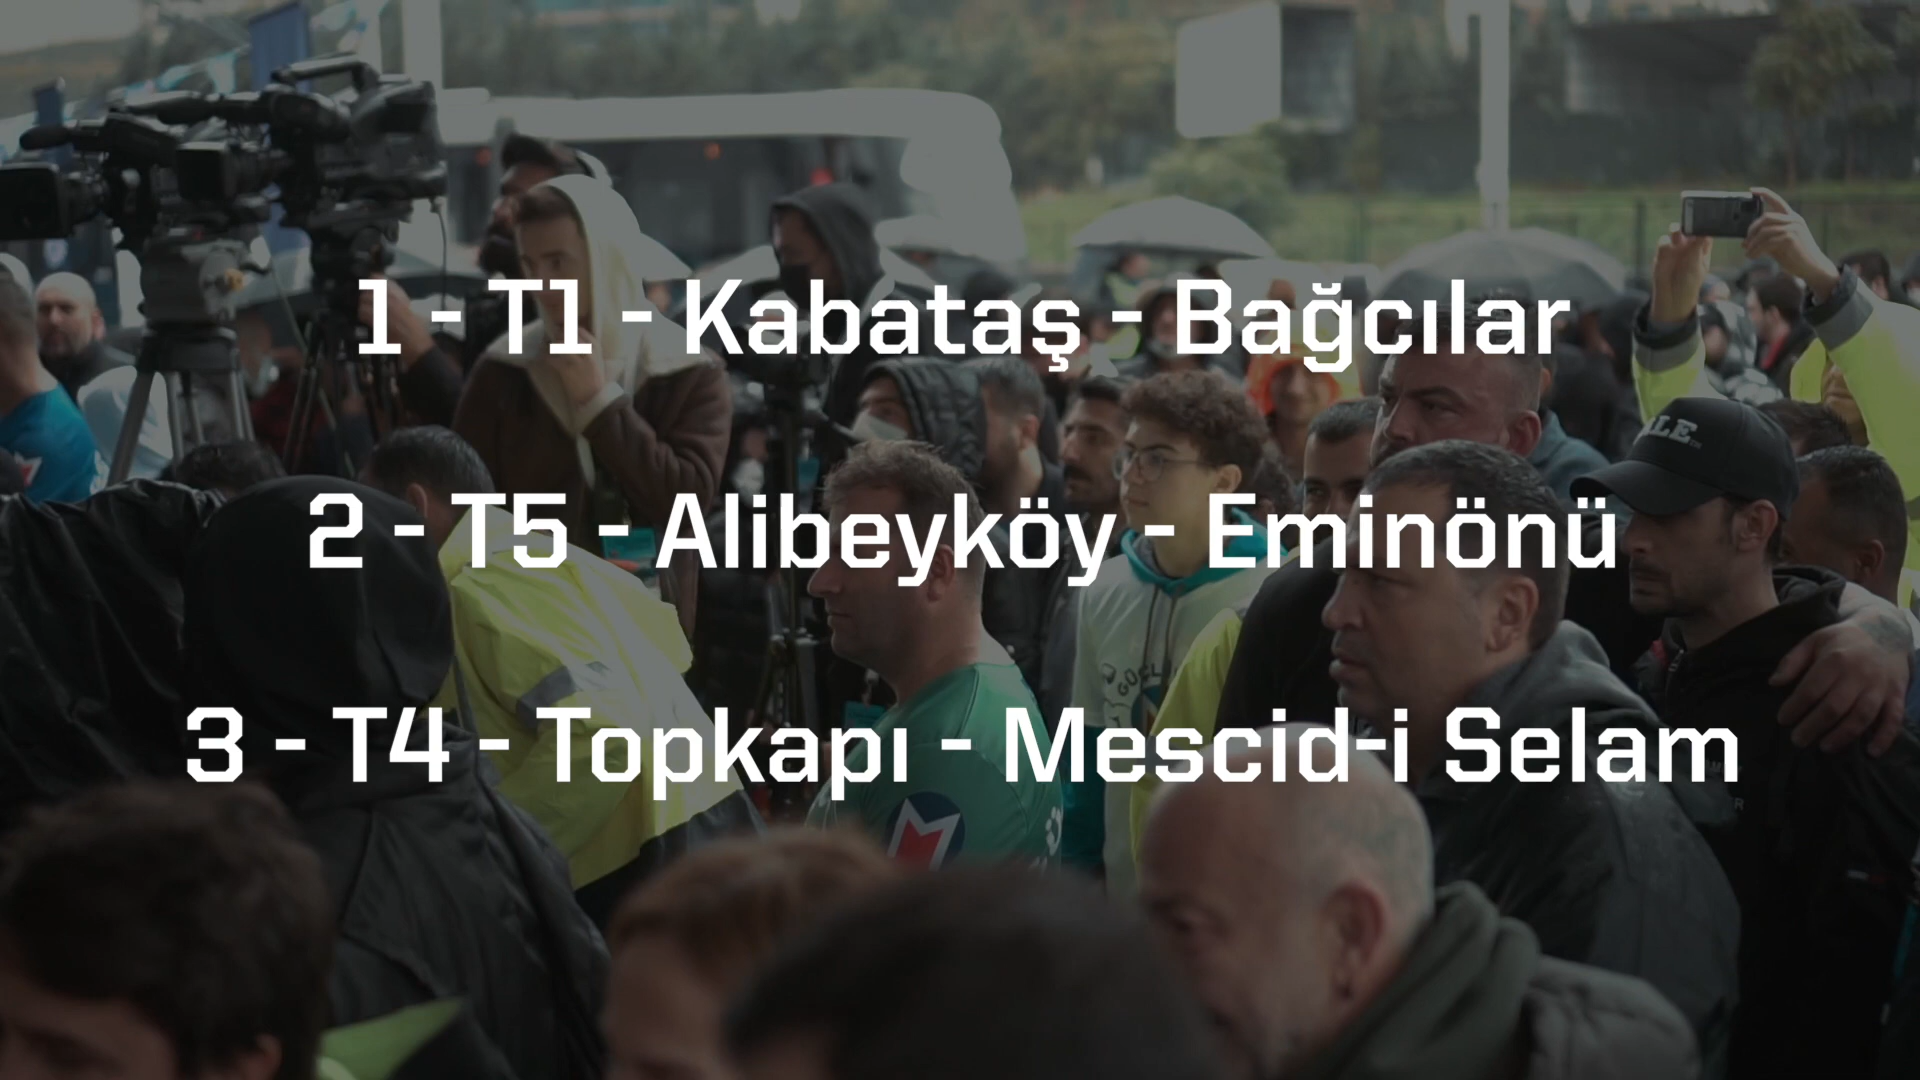 1 - T1 - Kabataş - Bağcılar
2 - T5 - Alibeyköy - Eminönü
3 - T4 - Topkapı - Mescid-i Selam